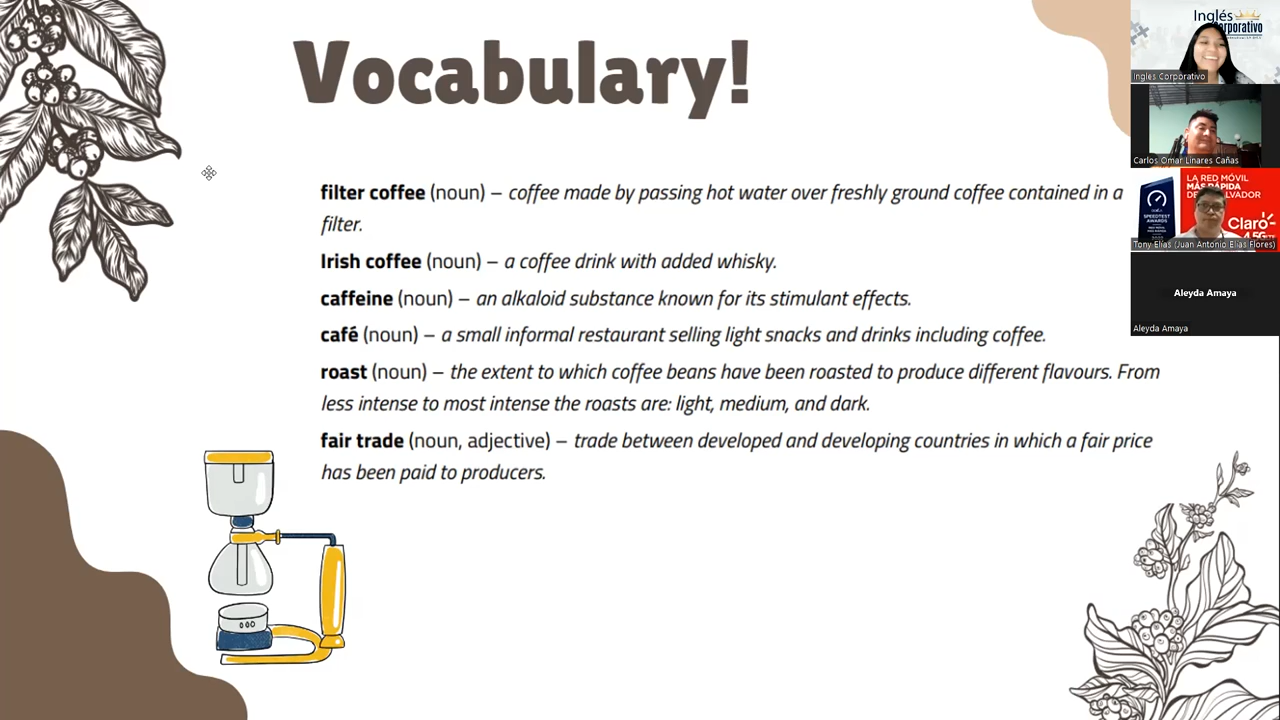 Vocabulary!
filter coffee (noun) – coffee made by passing hot water over freshly ground coffee contained in a
filter.
Irish coffee (noun) – a coffee drink with added whisky.
caffeine (noun) – an alkaloid substance known for its stimulant effects.
café (noun) – a small informal restaurant selling light snacks and drinks including coffee.
roast (noun) – the extent to which coffee beans have been roasted to produce different flavours. From
less intense to most intense the roasts are: light, medium, and dark.
fair trade (noun, adjective) – trade between developed and developing countries in which a fair price
has been paid to producers.
Inglés
Corporativo
Ingles Corporativo
Carlos Omar Linares Cañas
LA RED MÓVIL
MÁS RÁPIDA
SPEEDTEST
AWARDS
Claro
Tony Elías (Juan Antonio Elias Flores)
Aleyda Amaya
Aleyda Amaya